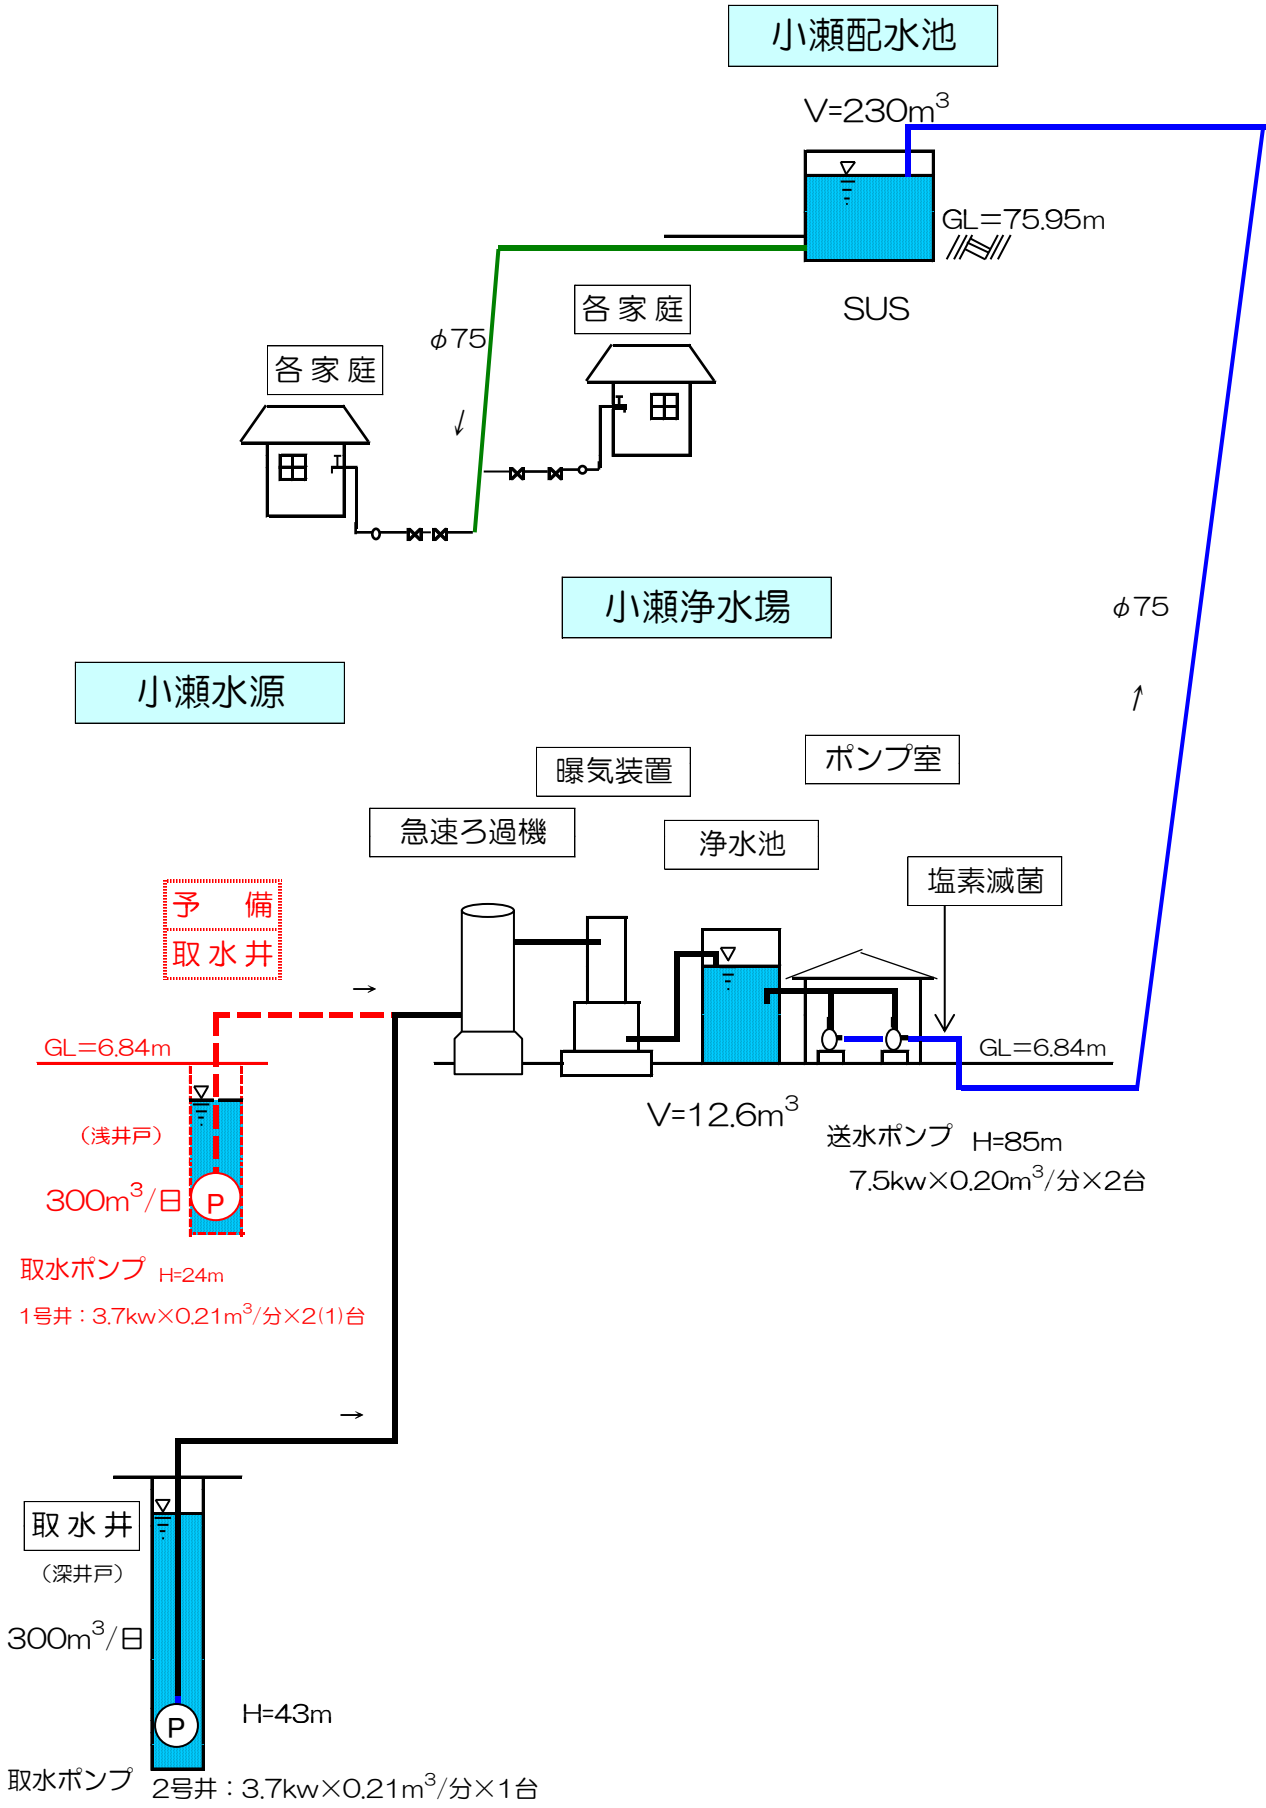 小瀬配水池
V=230m³
GL=75.95m
SUS
各家庭
φ75
各家庭
小瀬浄水場
φ75
小瀬水源
ポンプ室
曝気装置
急速ろ過機
浄水池
塩素滅菌
予　備
取水井
→
GL=6.84m
GL=6.84m
（浅井戸）
V=12.6m³
送水ポンプ H=85m
7.5kw×0.20m³/分×2台
300m³/日
P
取水ポンプ H=24m
1号井：3.7kw×0.21m³/分×2(1)台
→
取水井
（深井戸）
300m³/日
H=43m
P
取水ポンプ 2号井：3.7kw×0.21m³/分×1台